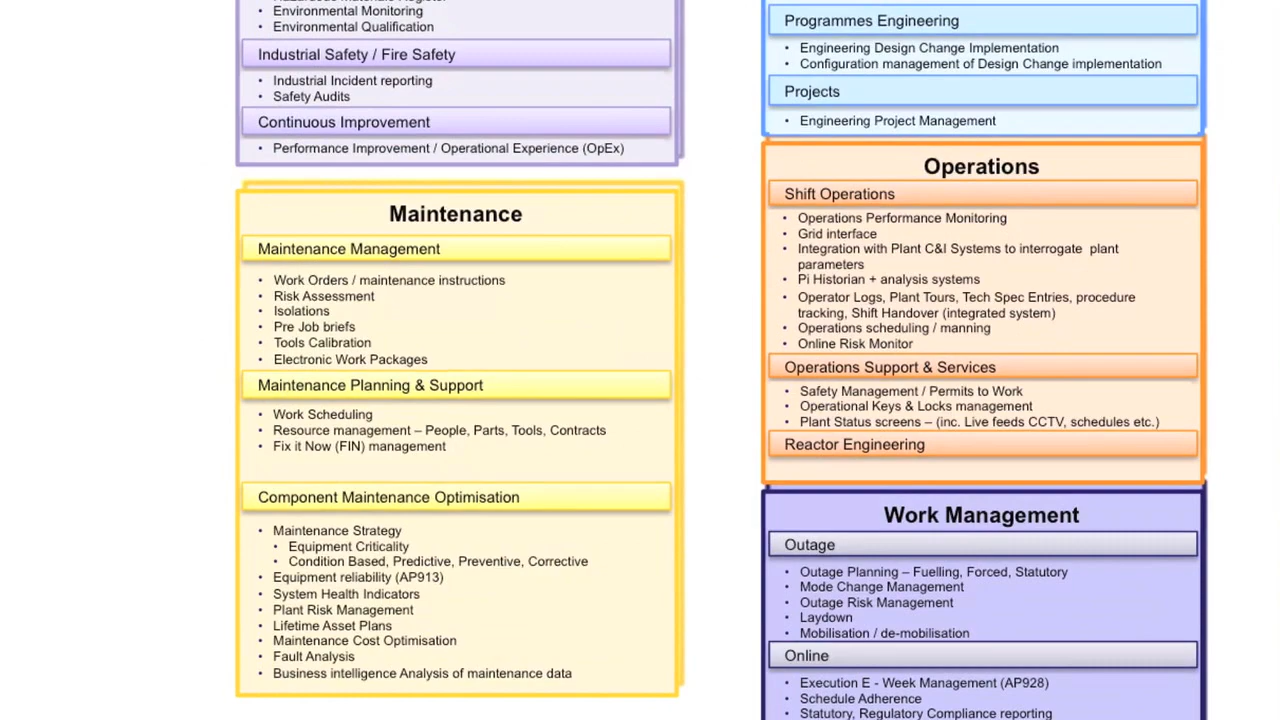 Environmental Monitoring
Environmental Qualification
Industrial Safety / Fire Safety
Industrial Incident reporting
Safety Audits
Continuous Improvement
Performance Improvement / Operational Experience (OpEx)
Maintenance
Maintenance Management
Work Orders / maintenance instructions
Risk Assessment
Isolations
Pre Job briefs
Tools Calibration
Electronic Work Packages
Maintenance Planning & Support
Work Scheduling
Resource management – People, Parts, Tools, Contracts
Fix it Now (FIN) management
Component Maintenance Optimisation
Maintenance Strategy
Equipment Criticality
Condition Based, Predictive, Preventive, Corrective
Equipment reliability (AP913)
System Health Indicators
Plant Risk Management
Lifetime Asset Plans
Maintenance Cost Optimisation
Fault Analysis
Business intelligence Analysis of maintenance data
Programmes Engineering
Engineering Design Change Implementation
Configuration management of Design Change implementation
Projects
Engineering Project Management
Operations
Shift Operations
Operations Performance Monitoring
Grid interface
Integration with Plant C&I Systems to interrogate plant
parameters
Pi Historian + analysis systems
Operator Logs, Plant Tours, Tech Spec Entries, procedure
tracking, Shift Handover (integrated system)
Operations scheduling / manning
Online Risk Monitor
Operations Support & Services
Safety Management / Permits to Work
Operational Keys & Locks management
Plant Status screens – (inc. Live feeds CCTV, schedules etc.)
Reactor Engineering
Work Management
Outage
Outage Planning – Fuelling, Forced, Statutory
Mode Change Management
Outage Risk Management
Laydown
Mobilisation / de-mobilisation
Online
Execution E - Week Management (AP928)
Schedule Adherence
Statutory, Regulatory Compliance reporting